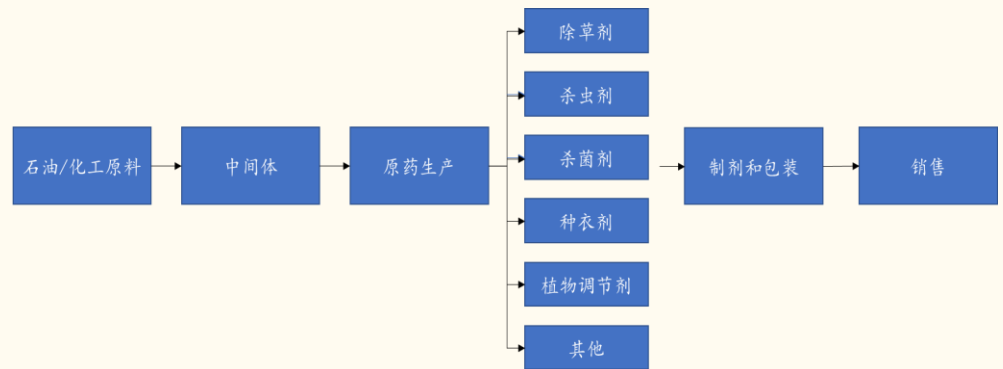 石油/化工原料
中间体
原药生产
除草剂
杀虫剂
杀菌剂
种衣剂
植物调节剂
其他
制剂和包装
销售